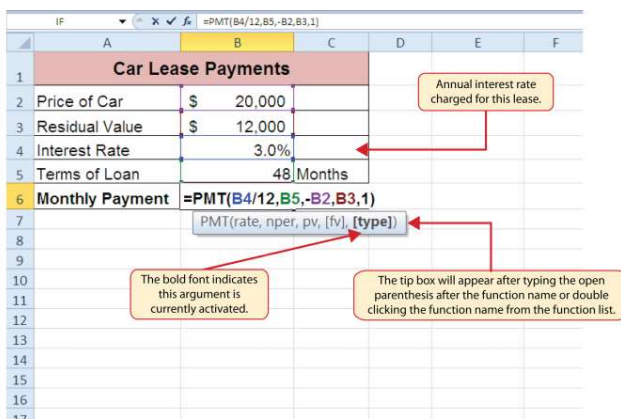 IF =PMT(B4/12,B5,-B2,B3,1)
A B C D E F
1 Car Lease Payments
Annual interest rate
charged for this lease.
2 Price of Car $ 20,000
3 Residual Value $ 12,000
4 Interest Rate 3.0%
5 Terms of Loan 48 Months
6 Monthly Payment =PMT(B4/12,B5,-B2,B3,1)
7 PMT(rate, nper, pv, [fv], [type])
8
9
10
The bold font indicates
this argument is
currently activated.
The tip box will appear after typing the open
parenthesis after the function name or double
clicking the function name from the function list.
11
12
13
14
15
16
17